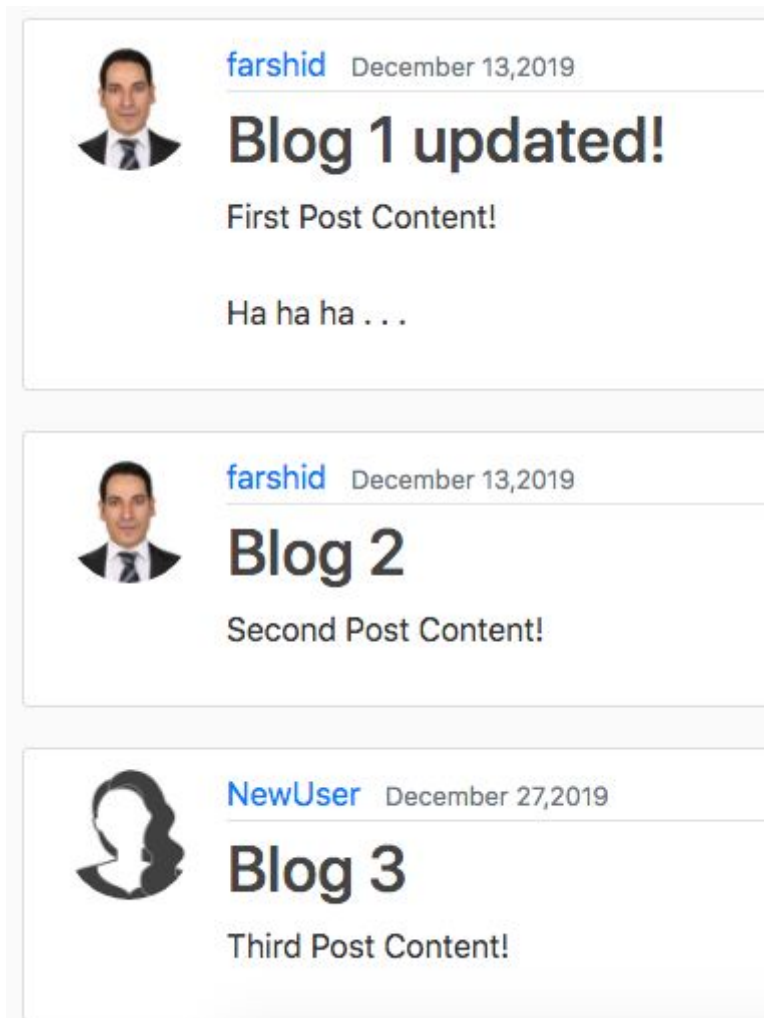 farshid December 13,2019
Blog 1 updated!
First Post Content!
Ha ha ha . . .
farshid December 13,2019
Blog 2
Second Post Content!
NewUser December 27,2019
Blog 3
Third Post Content!